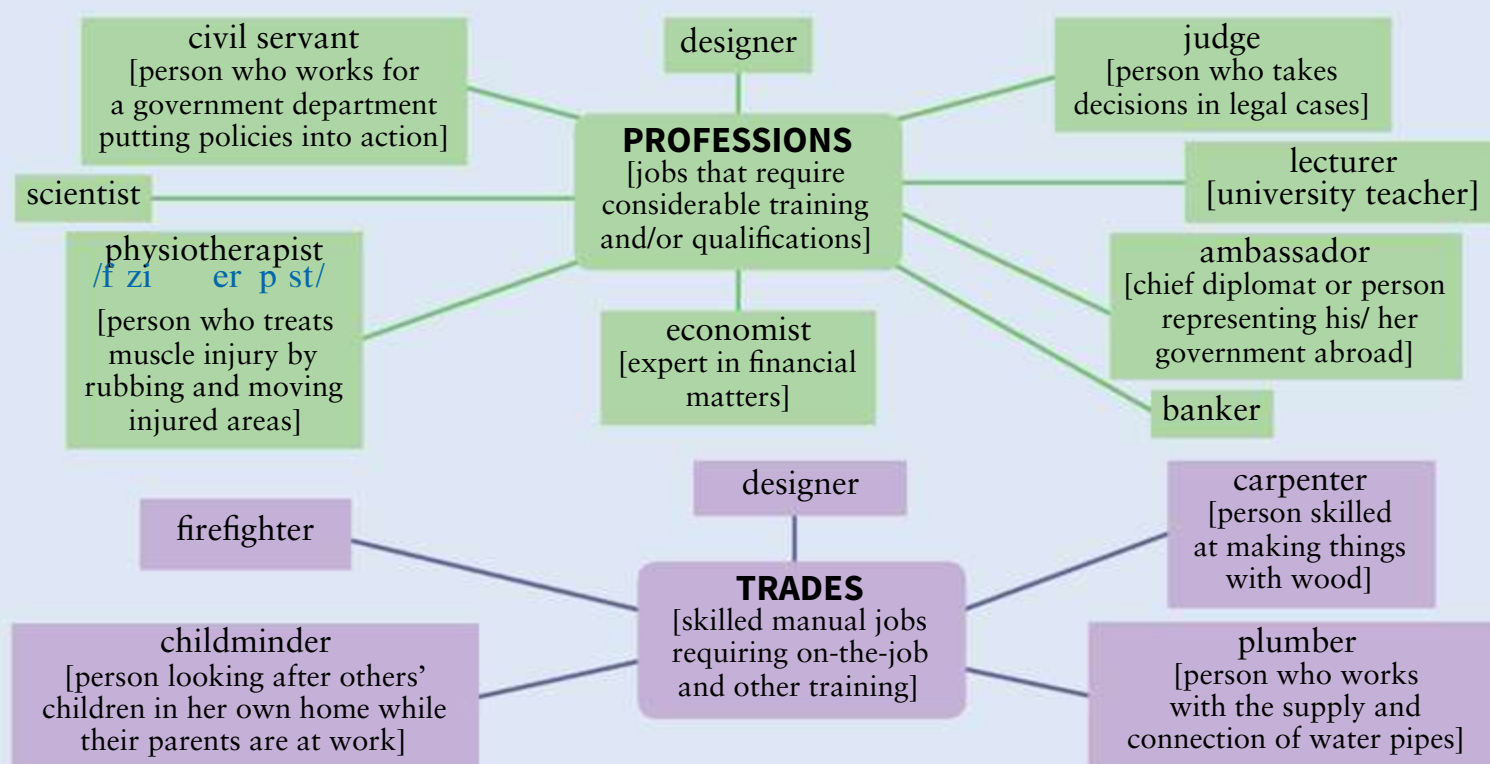 civil servant
[person who works for
a government department
putting policies into action]
designer
judge
[person who takes
decisions in legal cases]
PROFESSIONS
[jobs that require
considerable training
and/or qualifications]
lecturer
[university teacher]
scientist
physiotherapist
/f zi er p st/
[person who treats
muscle injury by
rubbing and moving
injured areas]
ambassador
[chief diplomat or person
representing his/ her
government abroad]
economist
[expert in financial
matters]
banker
designer
carpenter
[person skilled
at making things
with wood]
firefighter
TRADES
[skilled manual jobs
requiring on-the-job
and other training]
childminder
[person looking after others’
children in her own home while
their parents are at work]
plumber
[person who works
with the supply and
connection of water pipes]